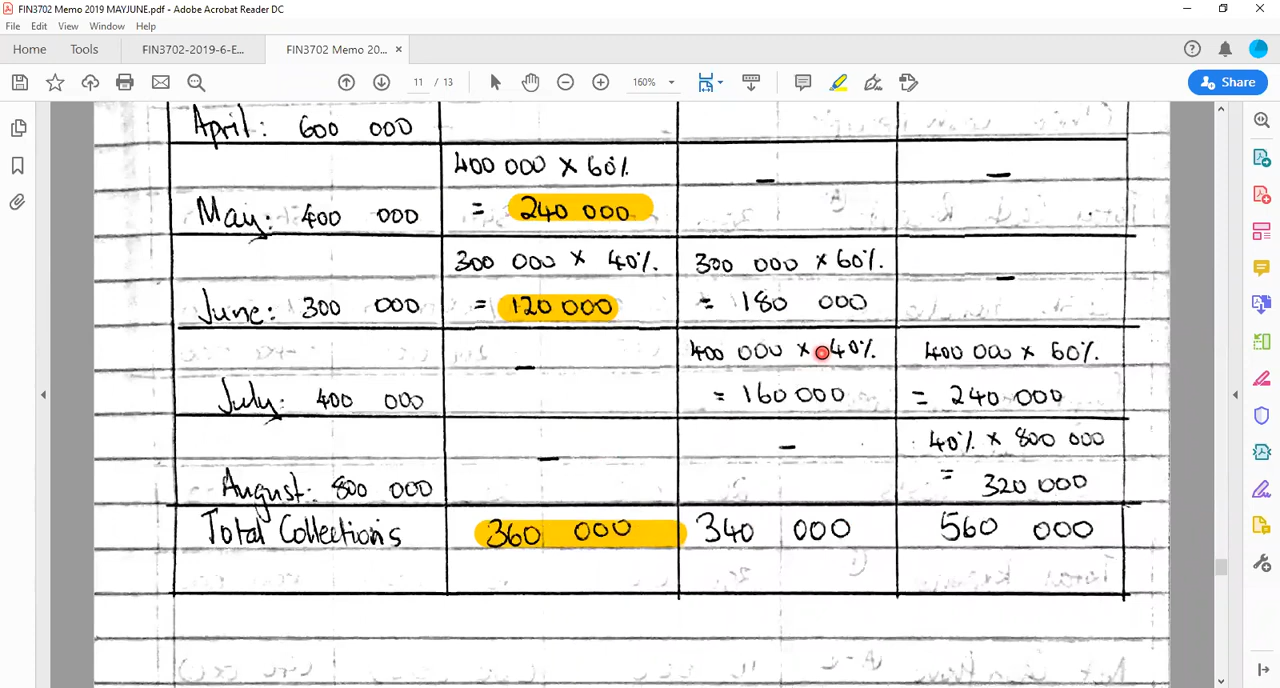 FIN3702 Memo 2019 MAYJUNE.pdf - Adobe Acrobat Reader DC
File Edit View Window Help
Home Tools FIN3702-2019-6-E... FIN3702 Memo 20... ×
11 / 13 160%
Share
April: 600 000
400 000 × 60%
May: 400 000 = 240 000 - -
300 000 × 40% 300 000 × 60%
June: 300 000 = 120 000 = 180 000 -
400 000 × 40% 400 000 × 60%
July: 400 000 - = 160 000 = 240 000
40% × 800 000
August: 800 000 - - = 320 000
Total Collections 360 000 340 000 560 000